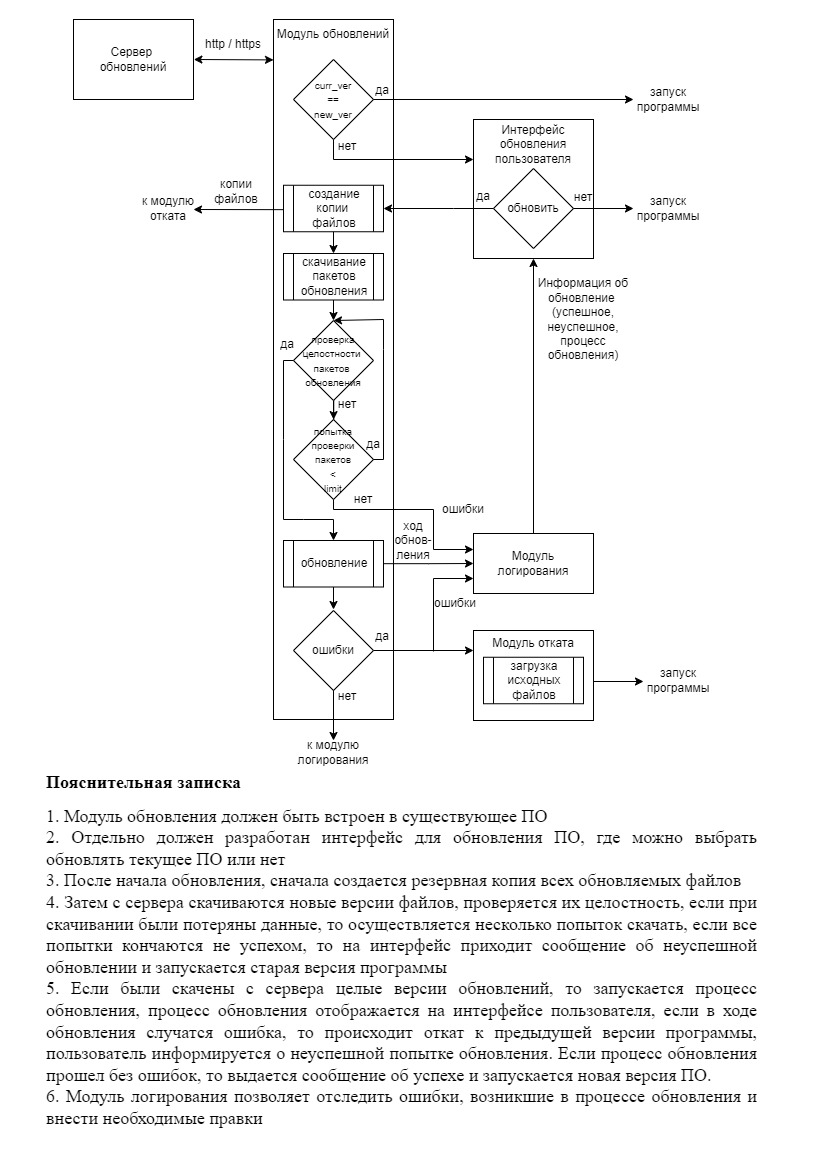 Сервер
обновлений
http / https
Модуль обновлений
curr_ver
==
new_ver
да
запуск
программы
нет
Интерфейс
обновления
пользователя
обновить
да
нет
запуск
программы
копии
файлов
к модулю
отката
создание
копии
файлов
скачивание
пакетов
обновления
Информация об
обновление
(успешное,
неуспешное,
процесс
обновления)
да
проверка
целостности
пакетов
обновления
нет
попытка
проверки
пакетов
<
limit
да
нет
ошибки
ход
обнов-
ления
обновление
Модуль
логирования
ошибки
ошибки
да
нет
Модуль отката
загрузка
исходных
файлов
запуск
программы
к модулю
логирования
Пояснительная записка
1. Модуль обновления должен быть встроен в существующее ПО
2. Отдельно должен разработан интерфейс для обновления ПО, где можно выбрать
обновлять текущее ПО или нет
3. После начала обновления, сначала создается резервная копия всех обновляемых файлов
4. Затем с сервера скачиваются новые версии файлов, проверяется их целостность, если при
скачивании были потеряны данные, то осуществляется несколько попыток скачать, если все
попытки кончаются не успехом, то на интерфейс приходит сообщение об неуспешной
обновлении и запускается старая версия программы
5. Если были скачены с сервера целые версии обновлений, то запускается процесс
обновления, процесс обновления отображается на интерфейсе пользователя, если в ходе
обновления случатся ошибка, то происходит откат к предыдущей версии программы,
пользователь информируется о неуспешной попытке обновления. Если процесс обновления
прошел без ошибок, то выдается сообщение об успехе и запускается новая версия ПО.
6. Модуль логирования позволяет отследить ошибки, возникшие в процессе обновления и
внести необходимые правки